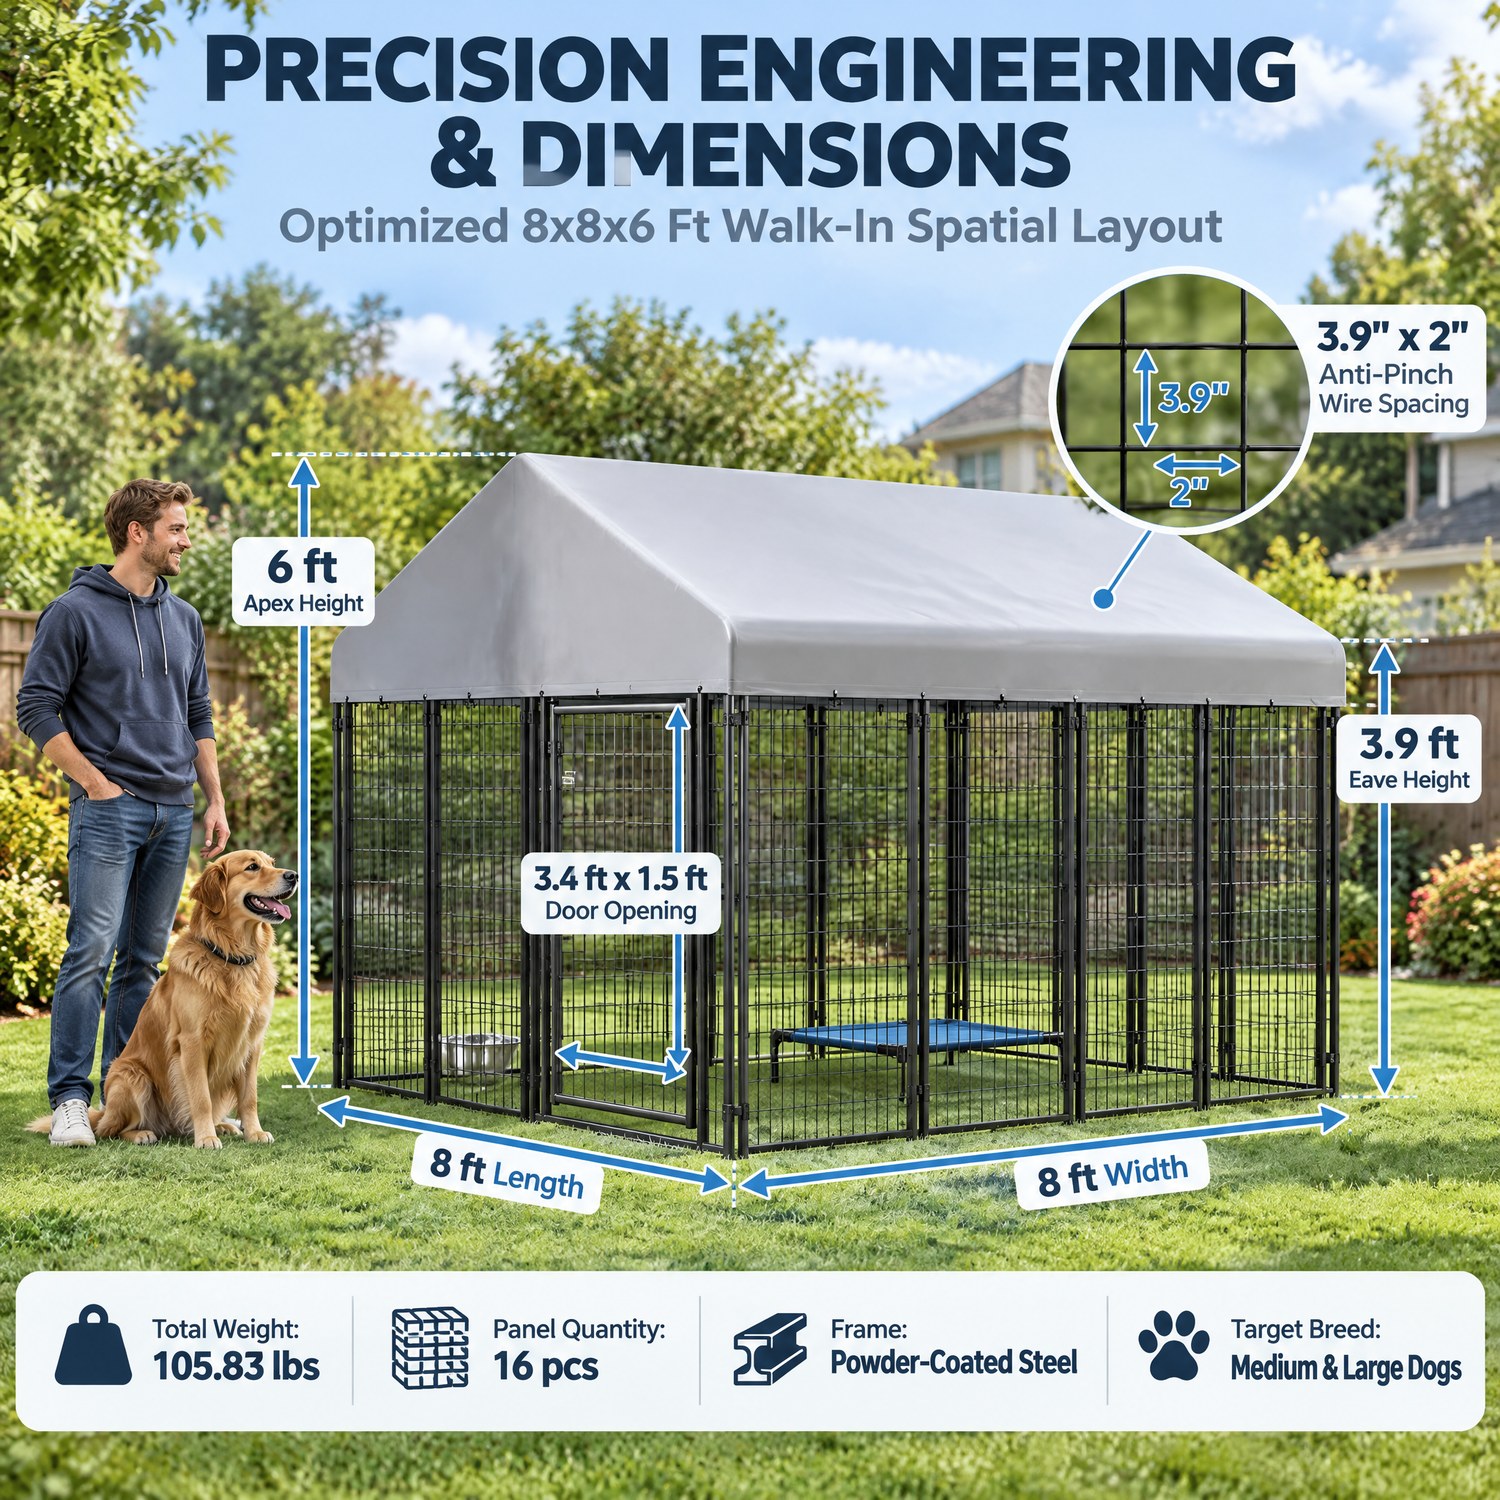 PRECISION ENGINEERING
& DIMENSIONS
Optimized 8x8x6 Ft Walk-In Spatial Layout
3.9" x 2"
Anti-Pinch
Wire Spacing
3.9"
2"
6 ft
Apex Height
3.9 ft
Eave Height
3.4 ft x 1.5 ft
Door Opening
8 ft Length
8 ft Width
Total Weight:
105.83 lbs
Panel Quantity:
16 pcs
Frame:
Powder-Coated Steel
Target Breed:
Medium & Large Dogs